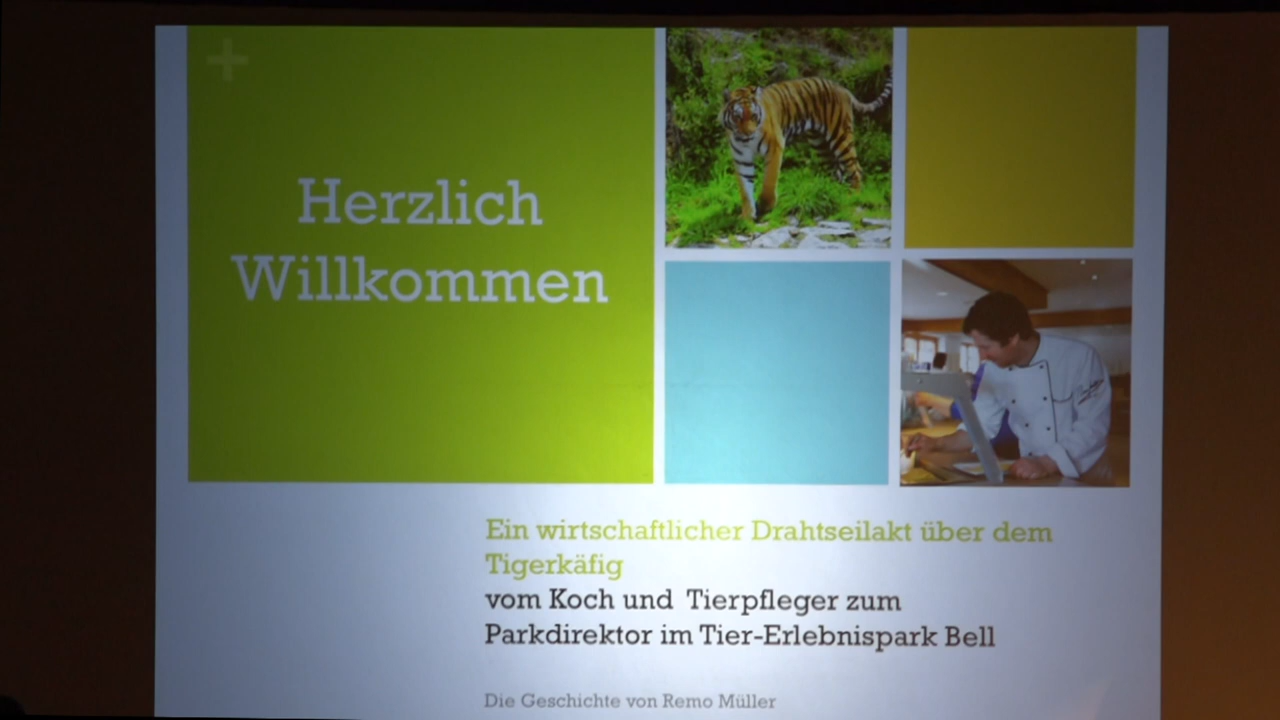 Herzlich
Willkommen
Ein wirtschaftlicher Drahtseilakt über dem
Tigerkäfig
vom Koch und Tierpfleger zum
Parkdirektor im Tier-Erlebnispark Bell
Die Geschichte von Remo Müller